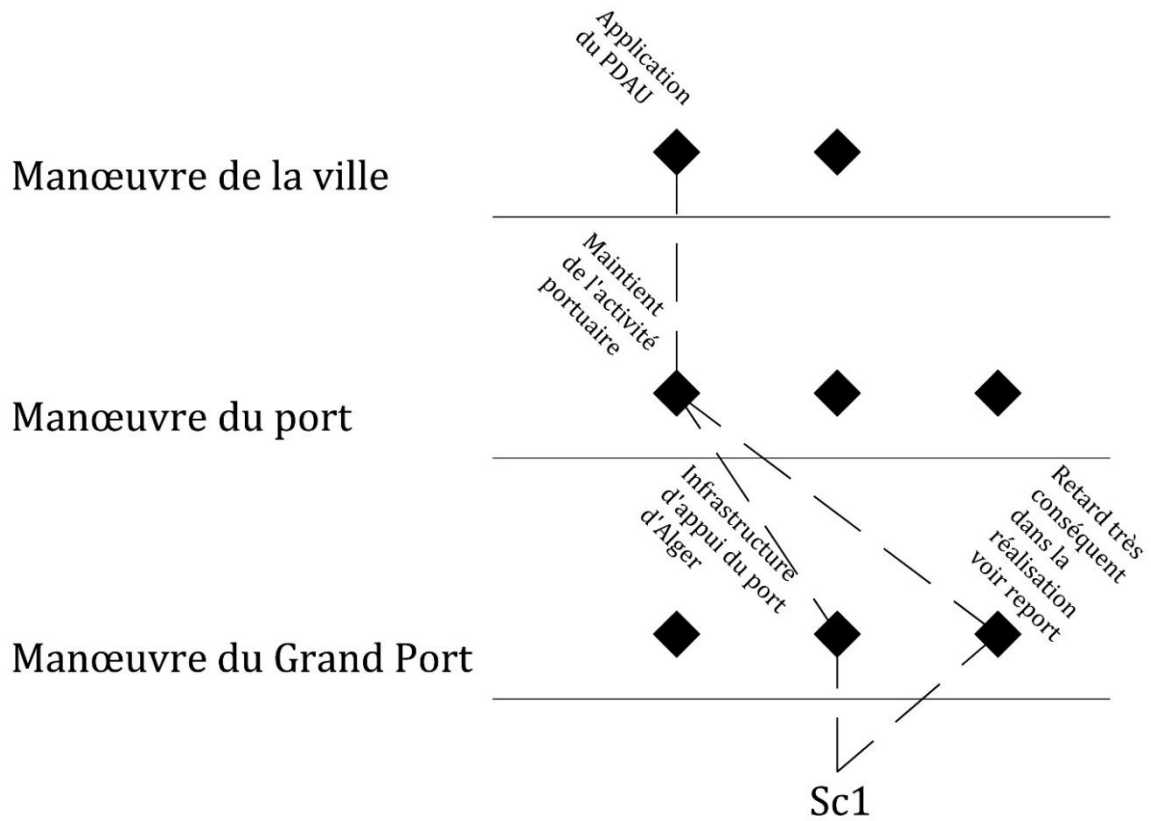 Application
du PDAU
Manœuvre de la ville
Maintient
de l'activité
portuaire
Manœuvre du port
Infrastructure
d'appui du port
d'Alger
Retard très
conséquent
dans la
réalisation
voir report
Manœuvre du Grand Port
Sc1